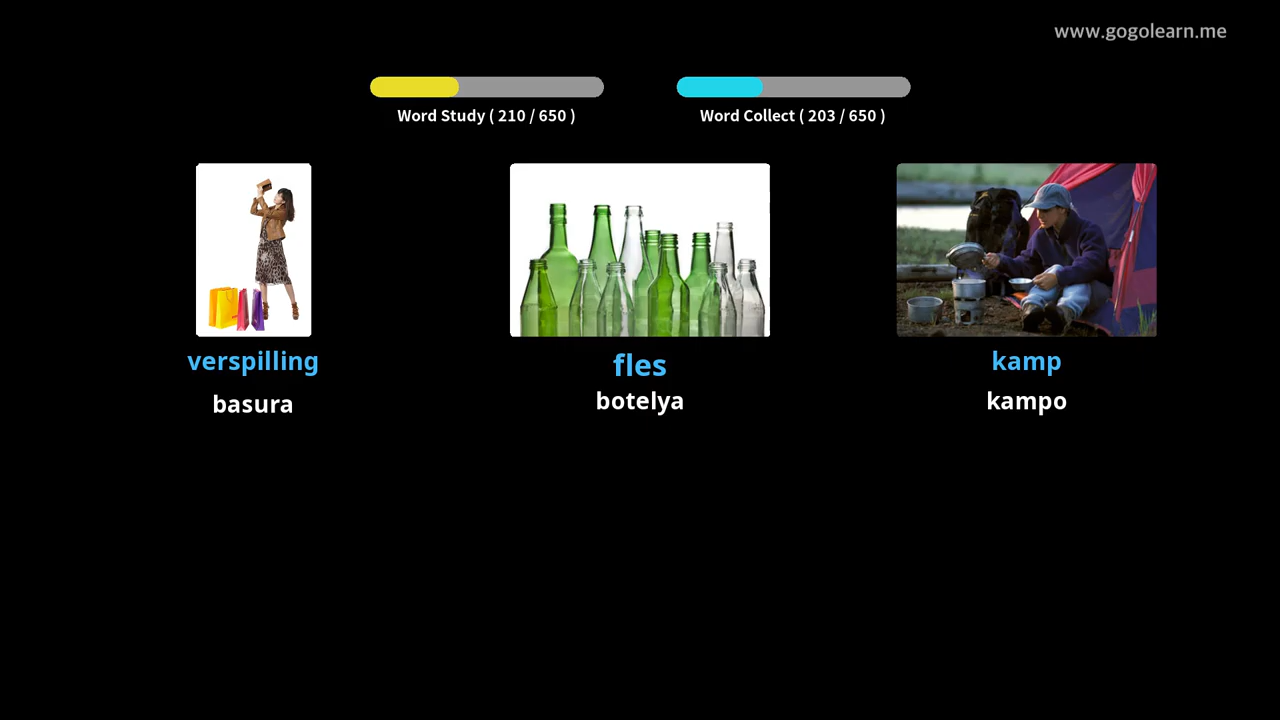 www.gogolearn.me
Word Study ( 210 / 650 )
Word Collect ( 203 / 650 )
verspilling
basura
fles
botelya
kamp
kampo